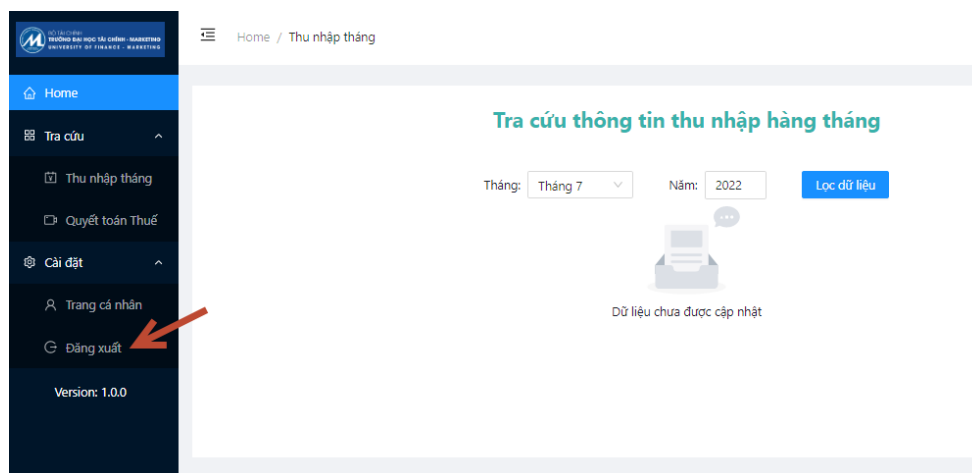 BỘ TÀI CHÍNH
TRƯỜNG ĐẠI HỌC TÀI CHÍNH - MARKETING
UNIVERSITY OF FINANCE - MARKETING
Home / Thu nhập tháng
Home
Tra cứu
Thu nhập tháng
Quyết toán Thuế
Cài đặt
Trang cá nhân
Đăng xuất
Version: 1.0.0
Tra cứu thông tin thu nhập hàng tháng
Tháng: Tháng 7 Năm: 2022 Lọc dữ liệu
Dữ liệu chưa được cập nhật